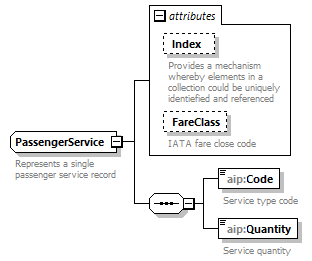 attributes
Index
Provides a mechanism
whereby elements in a
collection could be uniquely
identiefied and referenced
FareClass
IATA fare close code
PassengerService
Represents a single
passenger service record
aip:Code
Service type code
aip:Quantity
Service quantity